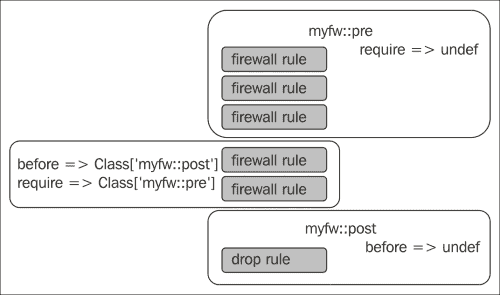 myfw::pre
require => undef
firewall rule
firewall rule
firewall rule
before => Class['myfw::post']
require => Class['myfw::pre']
firewall rule
firewall rule
myfw::post
before => undef
drop rule